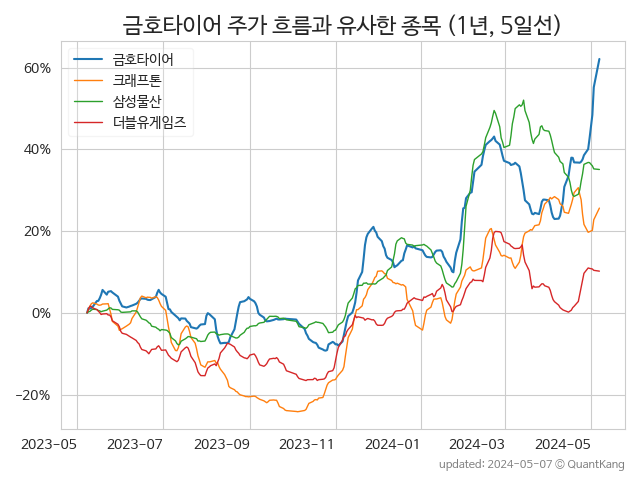 금호타이어 주가 흐름과 유사한 종목 (1년, 5일선)
금호타이어
크래프톤
삼성물산
더블유게임즈
60%
40%
20%
0%
−20%
2023-05 2023-07 2023-09 2023-11 2024-01 2024-03 2024-05
updated: 2024-05-07 © QuantKang